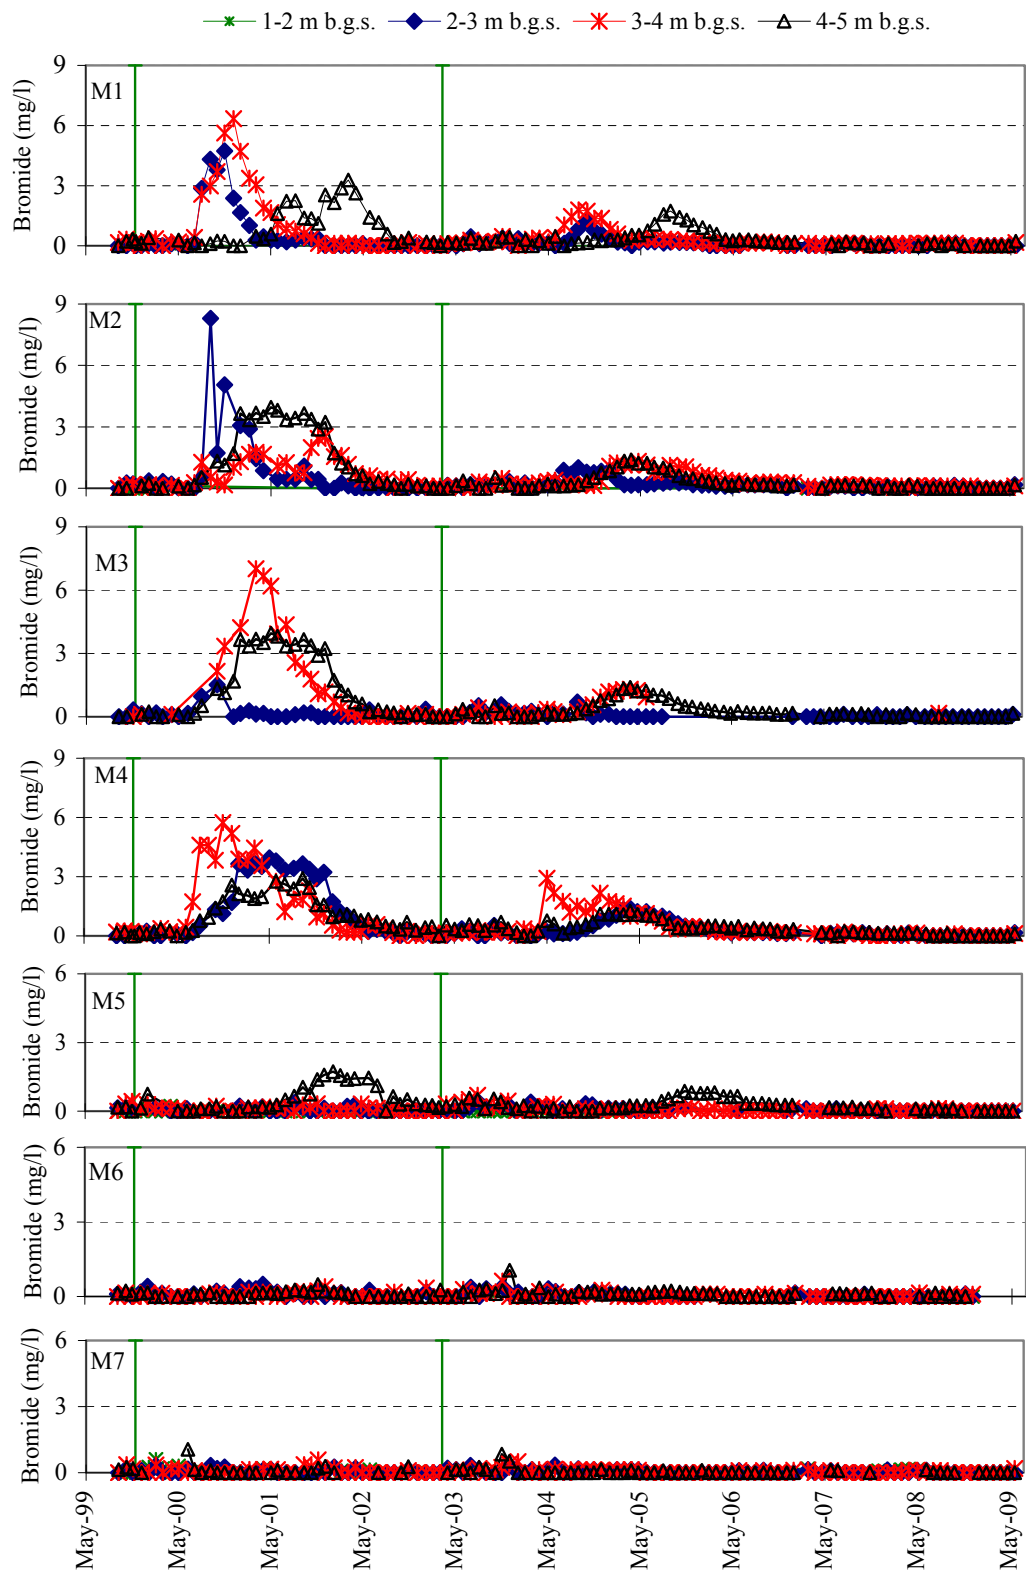 1-2 m b.g.s. 2-3 m b.g.s. 3-4 m b.g.s. 4-5 m b.g.s.
Bromide (mg/l)
M1
9
6
3
0
Bromide (mg/l)
M2
9
6
3
0
Bromide (mg/l)
M3
9
6
3
0
Bromide (mg/l)
M4
9
6
3
0
Bromide (mg/l)
M5
6
3
0
Bromide (mg/l)
M6
6
3
0
Bromide (mg/l)
M7
6
3
0
May-99 May-00 May-01 May-02 May-03 May-04 May-05 May-06 May-07 May-08 May-09